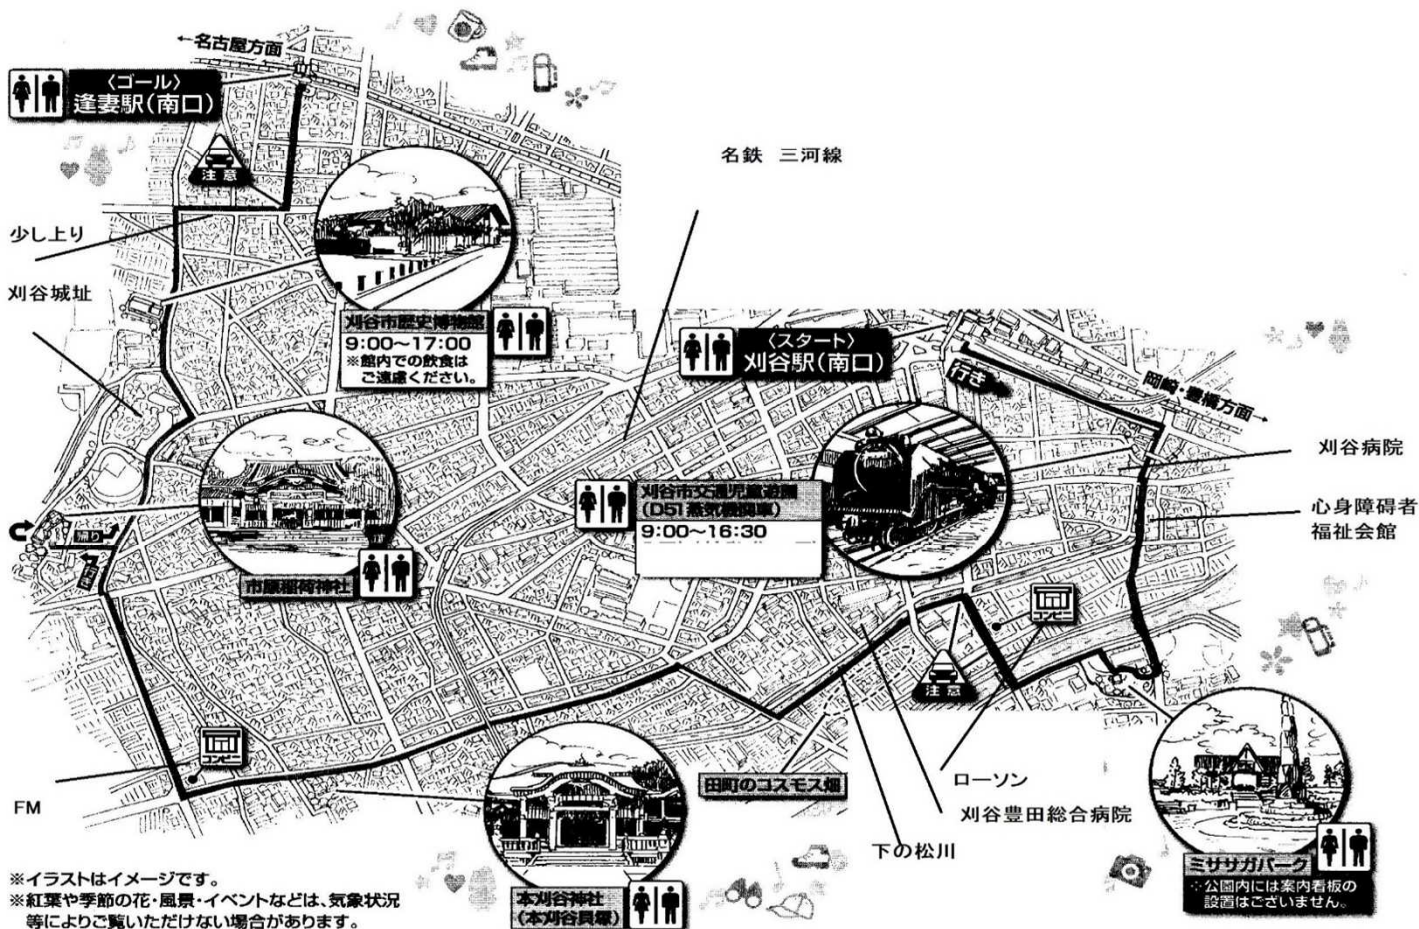 ←名古屋方面
〈ゴール〉
逢妻駅(南口)
注意
名鉄 三河線
少し上り
刈谷城址
刈谷市歴史博物館
9:00～17:00
※館内での飲食は
ご遠慮ください。
〈スタート〉
刈谷駅(南口)
行き
岡崎・豊橋方面→
刈谷病院
心身障碍者
福祉会館
刈谷市交通児童遊園
(D51蒸気機関車)
9:00～16:30
帰り
行き
市原稲荷神社
コンビニ
注意
コンビニ
FM
田町のコスモス畑
ローソン
刈谷豊田総合病院
下の松川
本刈谷神社
(本刈谷貝塚)
ミササガパーク
※公園内には案内看板の
設置はございません。
※イラストはイメージです。
※紅葉や季節の花・風景・イベントなどは、気象状況
等によりご覧いただけない場合があります。